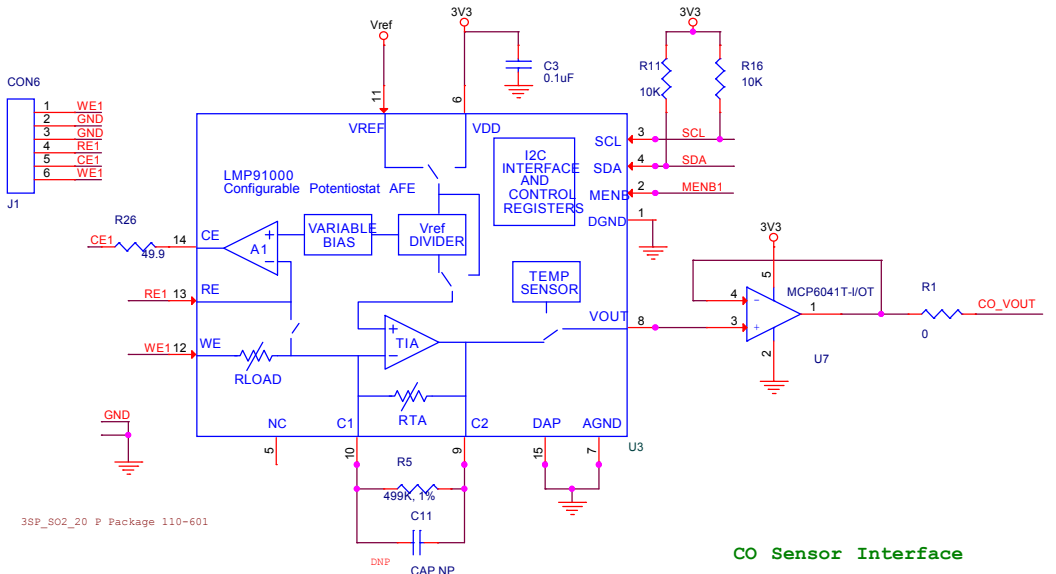 Vref
3V3
3V3
C3
0.1uF
R11
10K
R16
10K
CON6
1 WE1
2 GND
3 GND
4 RE1
5 CE1
6 WE1
J1
11
6
VREF
VDD
SCL 3 SCL
SDA 4 SDA
MENB 2 MENB1
DGND 1
I2C
INTERFACE
AND
CONTROL
REGISTERS
LMP91000
Configurable Potentiostat AFE
R26
CE1
49.9
14 CE
A1
+
−
VARIABLE
BIAS
Vref
DIVIDER
RE1 13 RE
WE1 12 WE
RLOAD
+
−
TIA
RTA
TEMP
SENSOR
VOUT 8
3V3
5
4 −
3 +
MCP6041T-I/OT
1
2
U7
R1
0
CO_VOUT
GND
NC
C1
C2
DAP
AGND
U3
5
10
9
15
7
R5
499K, 1%
C11
DNP
CAP NP
3SP_SO2_20 P Package 110-601
CO Sensor Interface